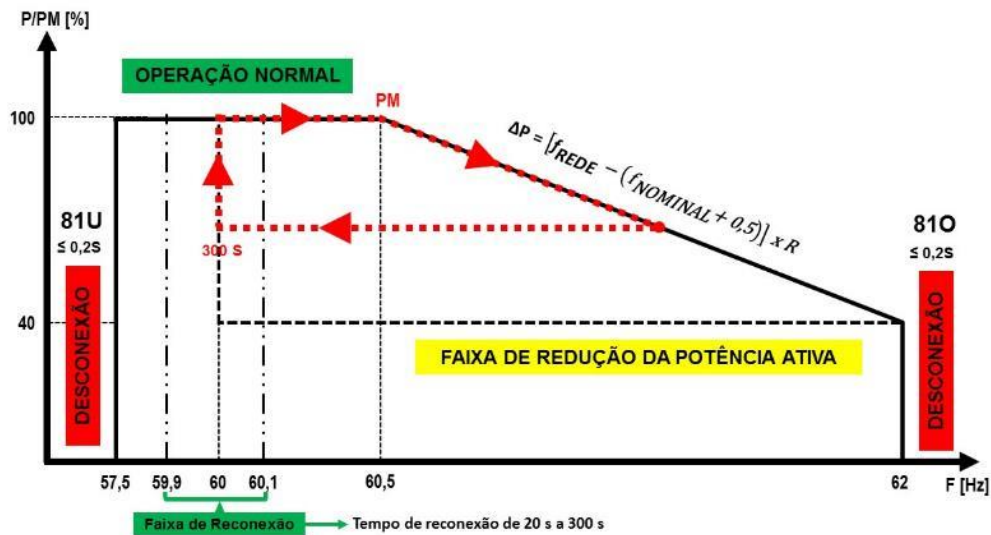 P/PM [%]
OPERAÇÃO NORMAL
PM
100
ΔP = [fREDE − (fNOMINAL + 0,5)] x R
81U
≤ 0,2S
81O
≤ 0,2S
300 S
DESCONEXÃO
DESCONEXÃO
40
FAIXA DE REDUÇÃO DA POTÊNCIA ATIVA
57,5
59,9
60
60,1
60,5
62
F [Hz]
Faixa de Reconexão
Tempo de reconexão de 20 s a 300 s